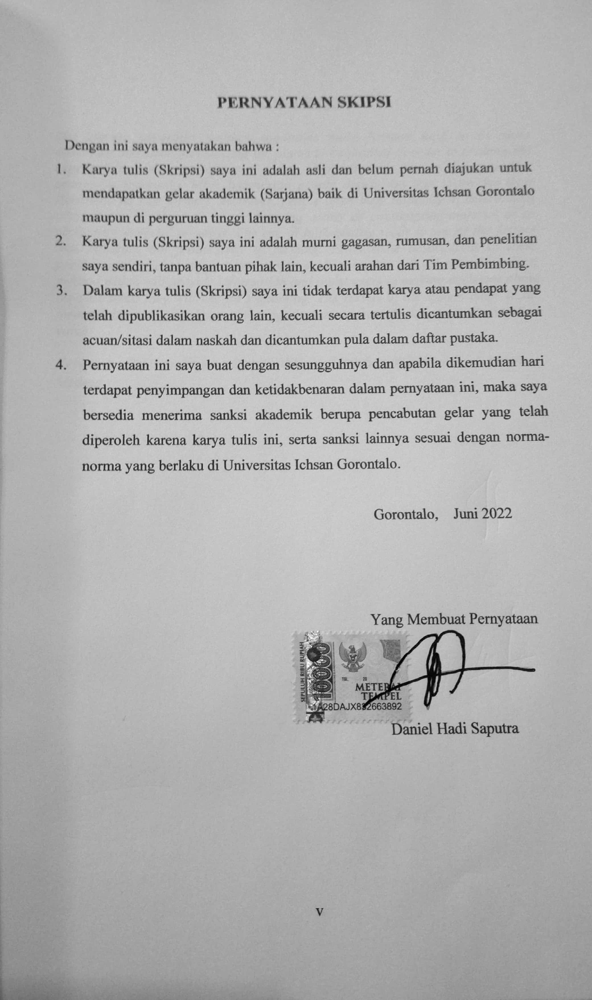 PERNYATAAN SKIPSI
Dengan ini saya menyatakan bahwa :
1. Karya tulis (Skripsi) saya ini adalah asli dan belum pernah diajukan untuk
mendapatkan gelar akademik (Sarjana) baik di Universitas Ichsan Gorontalo
maupun di perguruan tinggi lainnya.
2. Karya tulis (Skripsi) saya ini adalah murni gagasan, rumusan, dan penelitian
saya sendiri, tanpa bantuan pihak lain, kecuali arahan dari Tim Pembimbing.
3. Dalam karya tulis (Skripsi) saya ini tidak terdapat karya atau pendapat yang
telah dipublikasikan orang lain, kecuali secara tertulis dicantumkan sebagai
acuan/sitasi dalam naskah dan dicantumkan pula dalam daftar pustaka.
4. Pernyataan ini saya buat dengan sesungguhnya dan apabila dikemudian hari
terdapat penyimpangan dan ketidakbenaran dalam pernyataan ini, maka saya
bersedia menerima sanksi akademik berupa pencabutan gelar yang telah
diperoleh karena karya tulis ini, serta sanksi lainnya sesuai dengan norma-
norma yang berlaku di Universitas Ichsan Gorontalo.
Gorontalo, Juni 2022
Yang Membuat Pernyataan
SEPULUH RIBU RUPIAH
10000
TGL. 20
METERAI
TEMPEL
1A28DAJX832663892
Daniel Hadi Saputra
v